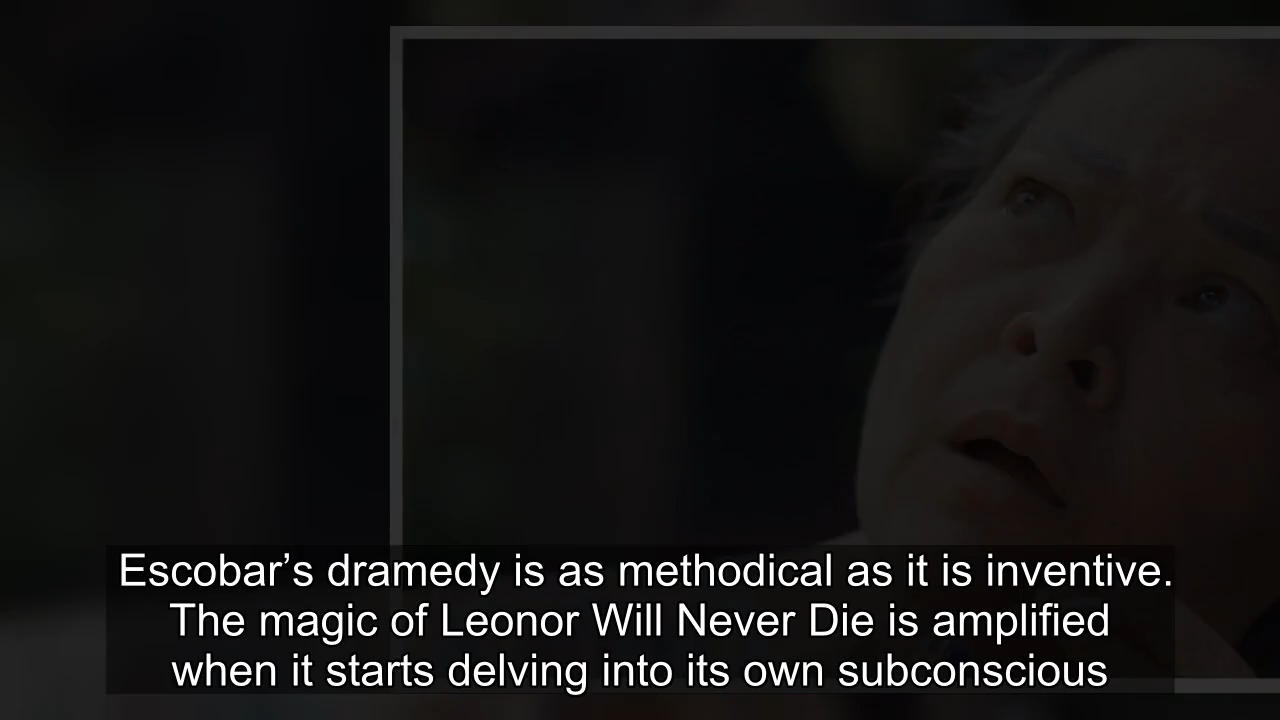 Escobar’s dramedy is as methodical as it is inventive.
The magic of Leonor Will Never Die is amplified
when it starts delving into its own subconscious